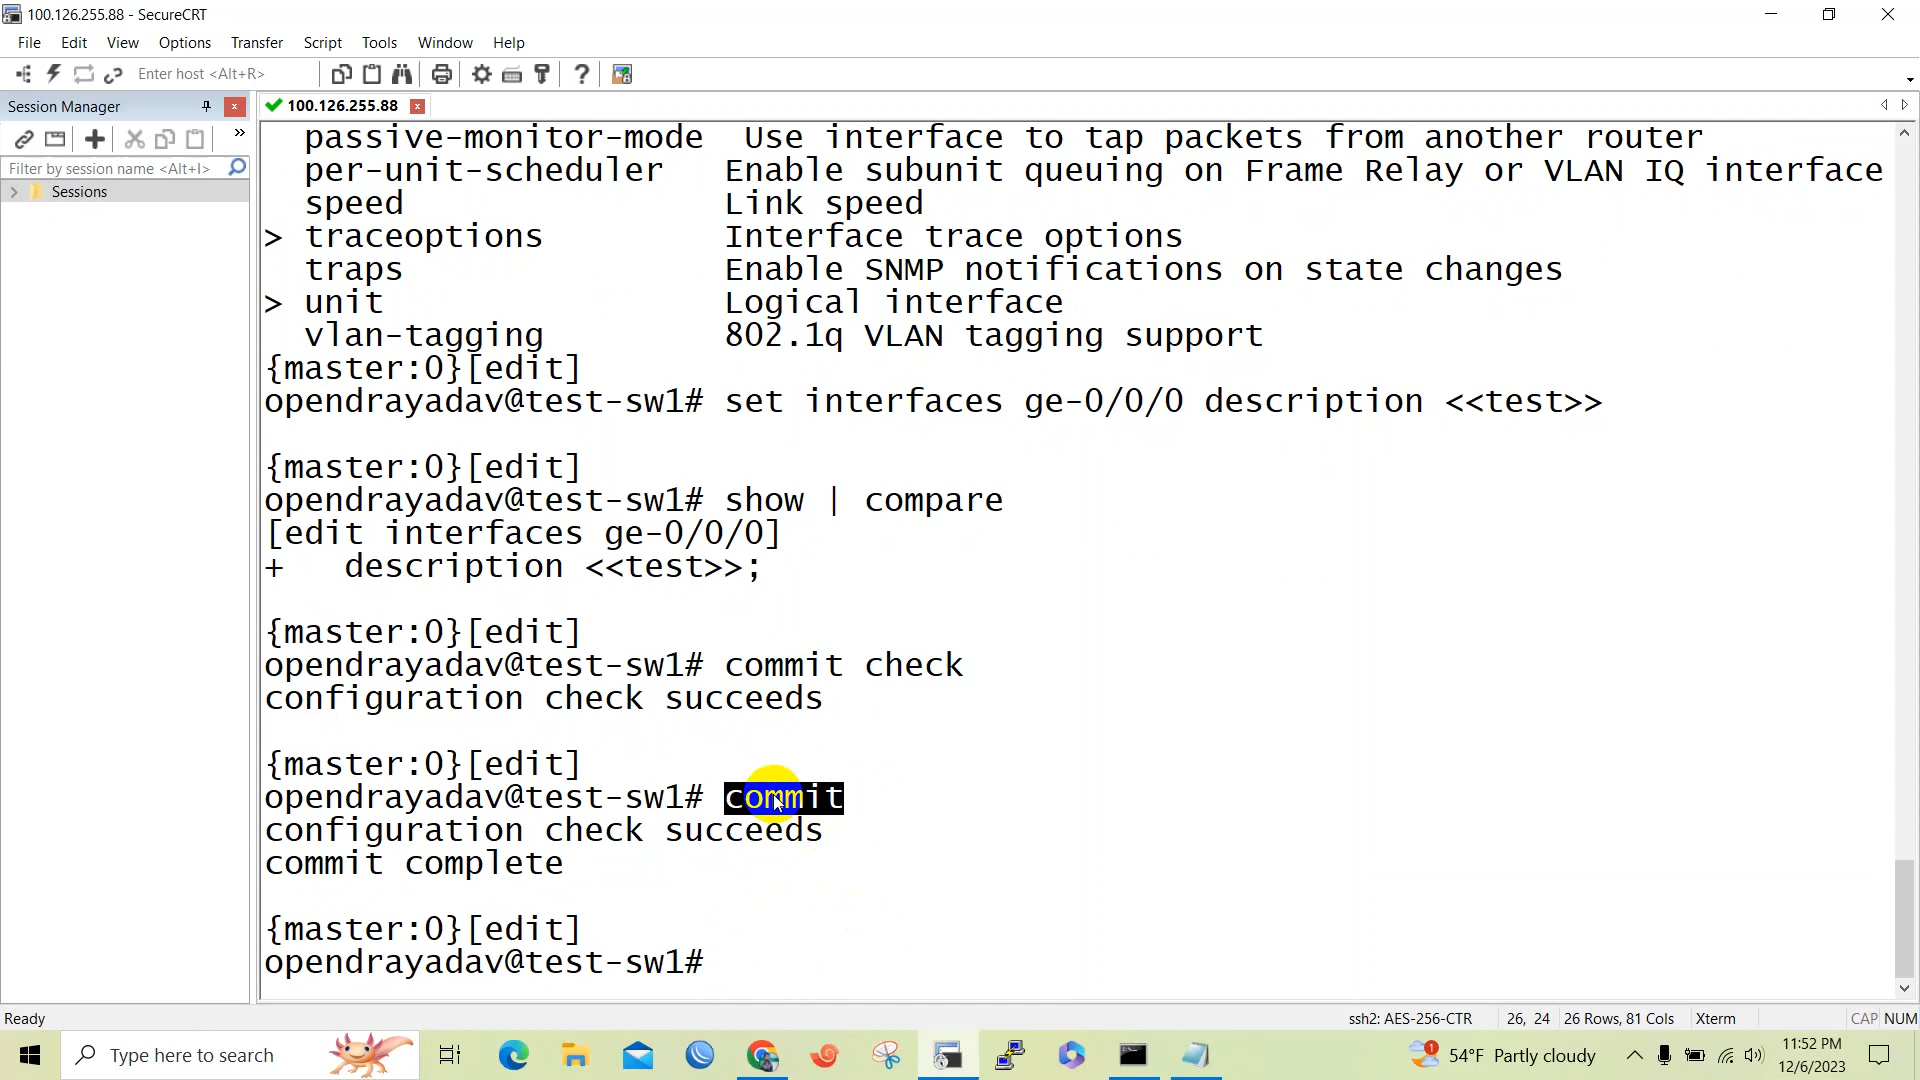 100.126.255.88 - SecureCRT
File Edit View Options Transfer Script Tools Window Help
Enter host <Alt+R>
Session Manager
100.126.255.88
Filter by session name <Alt+I>
Sessions
passive-monitor-mode Use interface to tap packets from another router
per-unit-scheduler Enable subunit queuing on Frame Relay or VLAN IQ interface
speed Link speed
> traceoptions Interface trace options
traps Enable SNMP notifications on state changes
> unit Logical interface
vlan-tagging 802.1q VLAN tagging support
{master:0}[edit]
opendrayadav@test-sw1# set interfaces ge-0/0/0 description <<test>>
{master:0}[edit]
opendrayadav@test-sw1# show | compare
[edit interfaces ge-0/0/0]
+ description <<test>>;
{master:0}[edit]
opendrayadav@test-sw1# commit check
configuration check succeeds
{master:0}[edit]
opendrayadav@test-sw1# commit
configuration check succeeds
commit complete
{master:0}[edit]
opendrayadav@test-sw1#
Ready ssh2: AES-256-CTR 26, 24 26 Rows, 81 Cols Xterm CAP NUM
Type here to search 1 54°F Partly cloudy
11:52 PM
12/6/2023